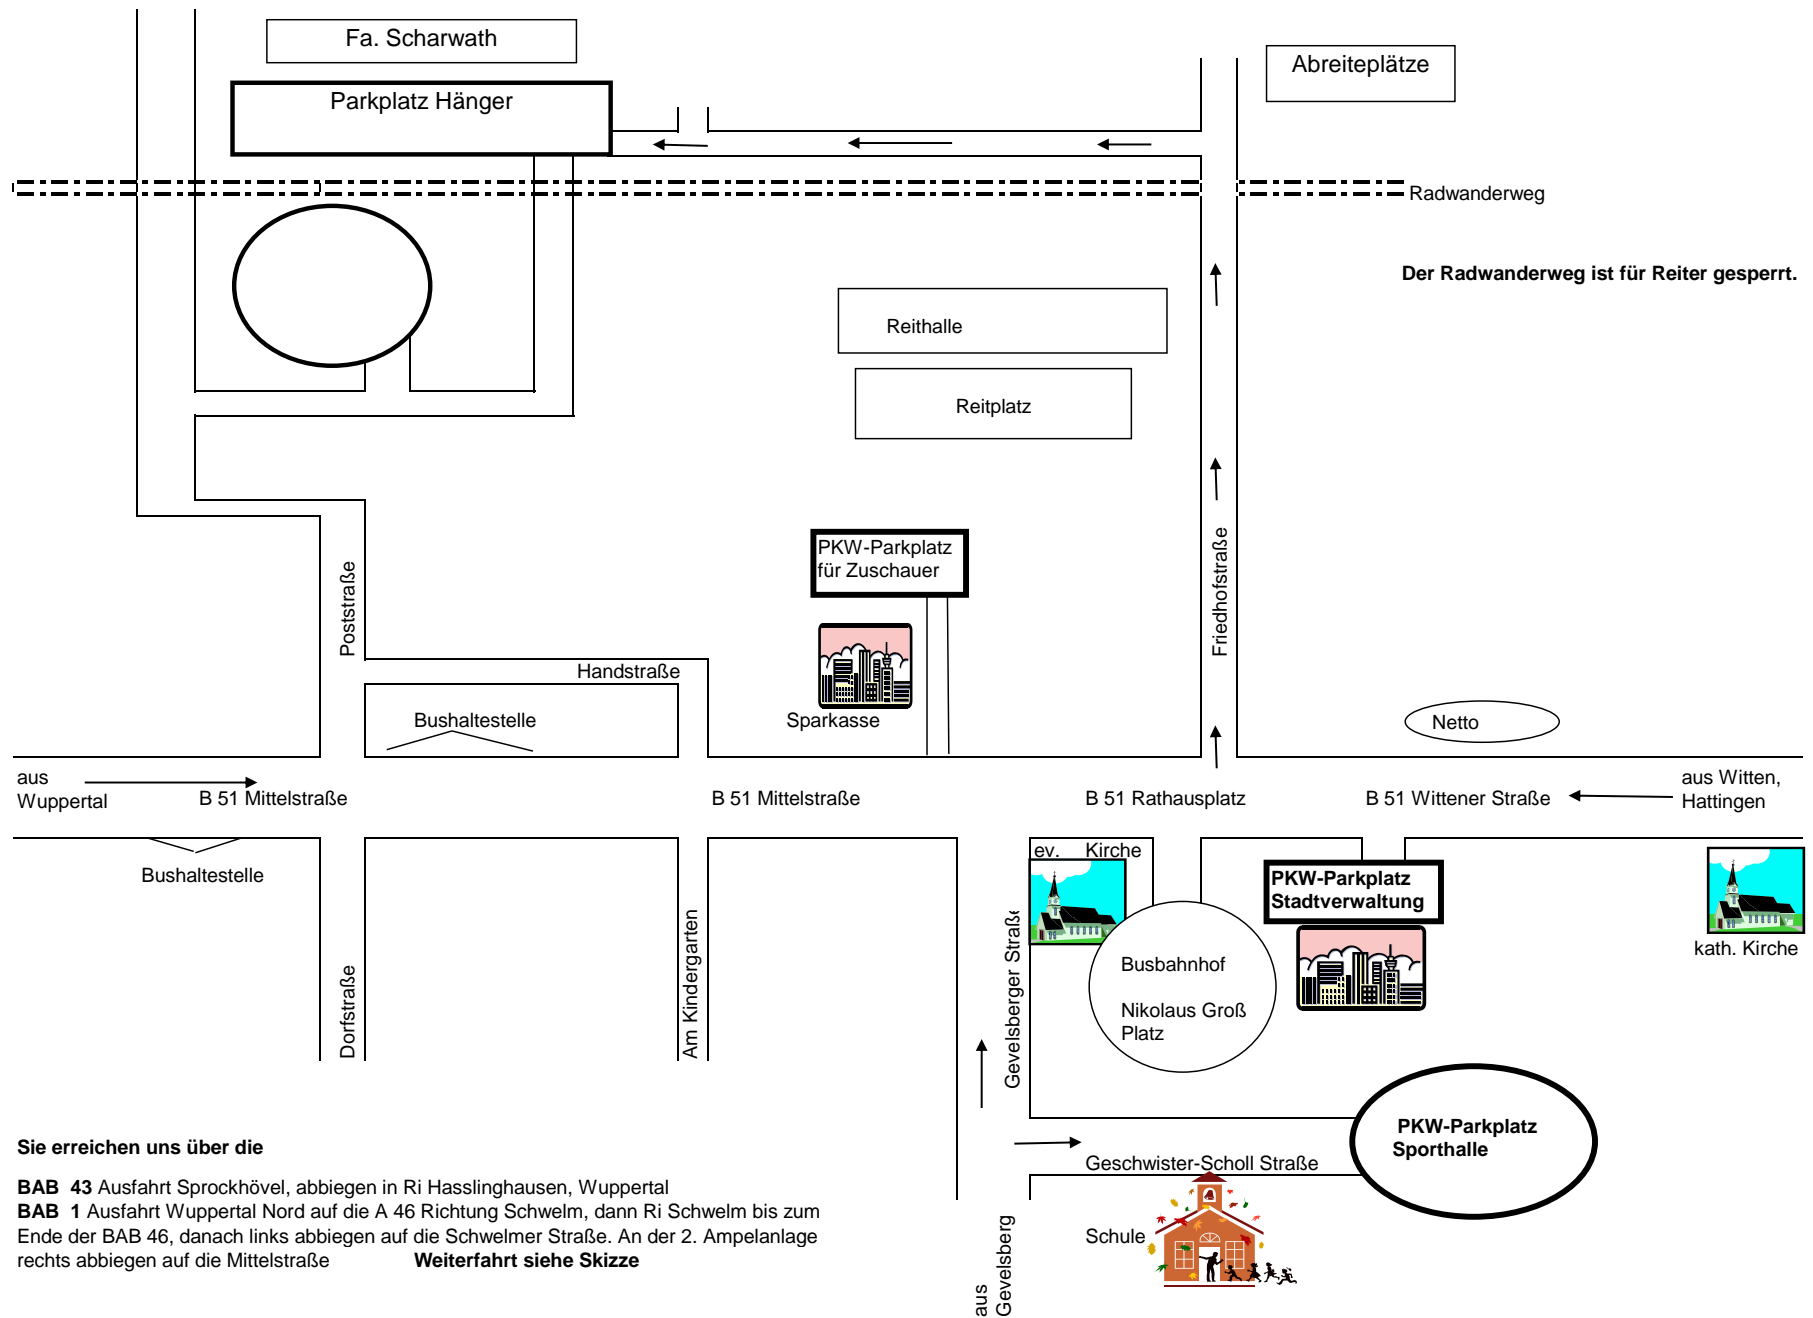 Fa. Scharwath
Abreiteplätze
Parkplatz Hänger
Radwanderweg
Der Radwanderweg ist für Reiter gesperrt.
Reithalle
Reitplatz
PKW-Parkplatz
für Zuschauer
Poststraße
Friedhofstraße
Handstraße
Bushaltestelle
Sparkasse
Netto
aus
Wuppertal
B 51 Mittelstraße
B 51 Mittelstraße
B 51 Rathausplatz
B 51 Wittener Straße
aus Witten,
Hattingen
Bushaltestelle
ev. Kirche
PKW-Parkplatz
Stadtverwaltung
kath. Kirche
Dorfstraße
Am Kindergarten
Gevelsberger Straße
Busbahnhof
Nikolaus Groß
Platz
PKW-Parkplatz
Sporthalle
Geschwister-Scholl Straße
Schule
aus
Gevelsberg
Sie erreichen uns über die
BAB 43 Ausfahrt Sprockhövel, abbiegen in Ri Hasslinghausen, Wuppertal
BAB 1 Ausfahrt Wuppertal Nord auf die A 46 Richtung Schwelm, dann Ri Schwelm bis zum
Ende der BAB 46, danach links abbiegen auf die Schwelmer Straße. An der 2. Ampelanlage
rechts abbiegen auf die Mittelstraße Weiterfahrt siehe Skizze